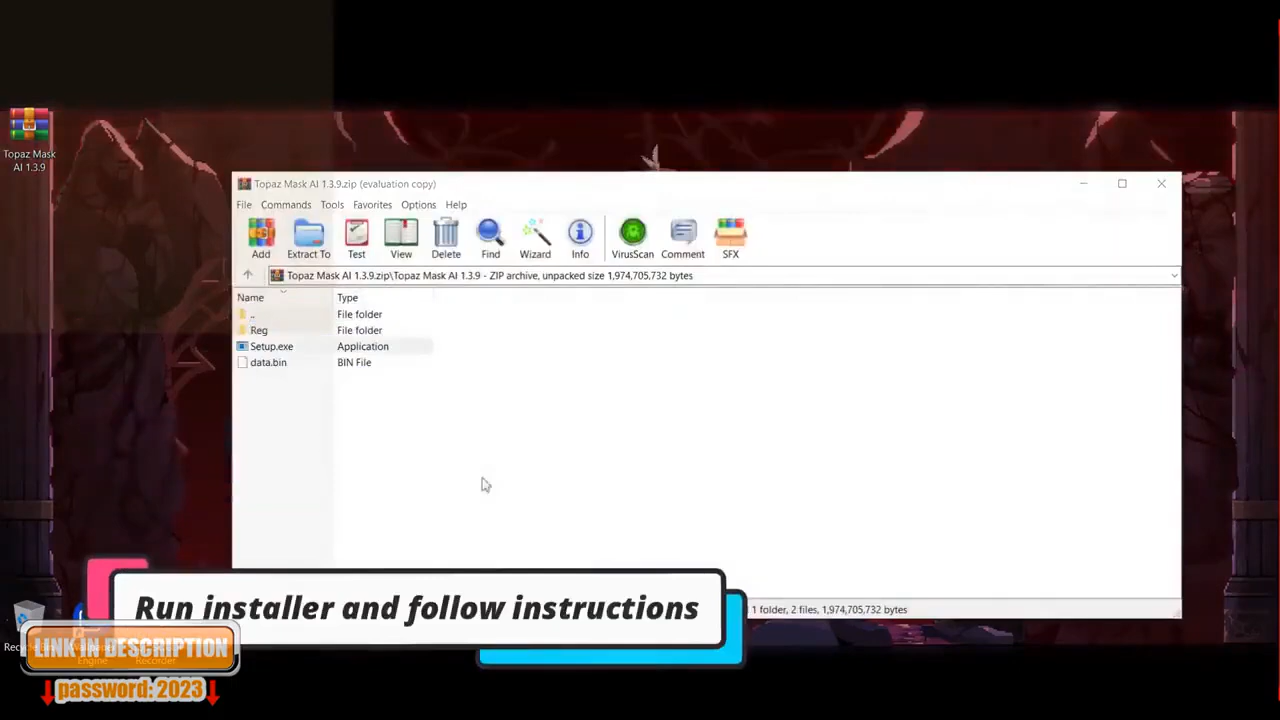 Topaz Mask
AI 1.3.9
Topaz Mask AI 1.3.9.zip (evaluation copy)
File Commands Tools Favorites Options Help
Add Extract To Test View Delete Find Wizard Info VirusScan Comment SFX
Topaz Mask AI 1.3.9.zip\Topaz Mask AI 1.3.9 - ZIP archive, unpacked size 1,974,705,732 bytes
Name Type
.. File folder
Reg File folder
Setup.exe Application
data.bin BIN File
1 folder, 2 files, 1,974,705,732 bytes
Run installer and follow instructions
LINK IN DESCRIPTION
Engine Recorder
password: 2023